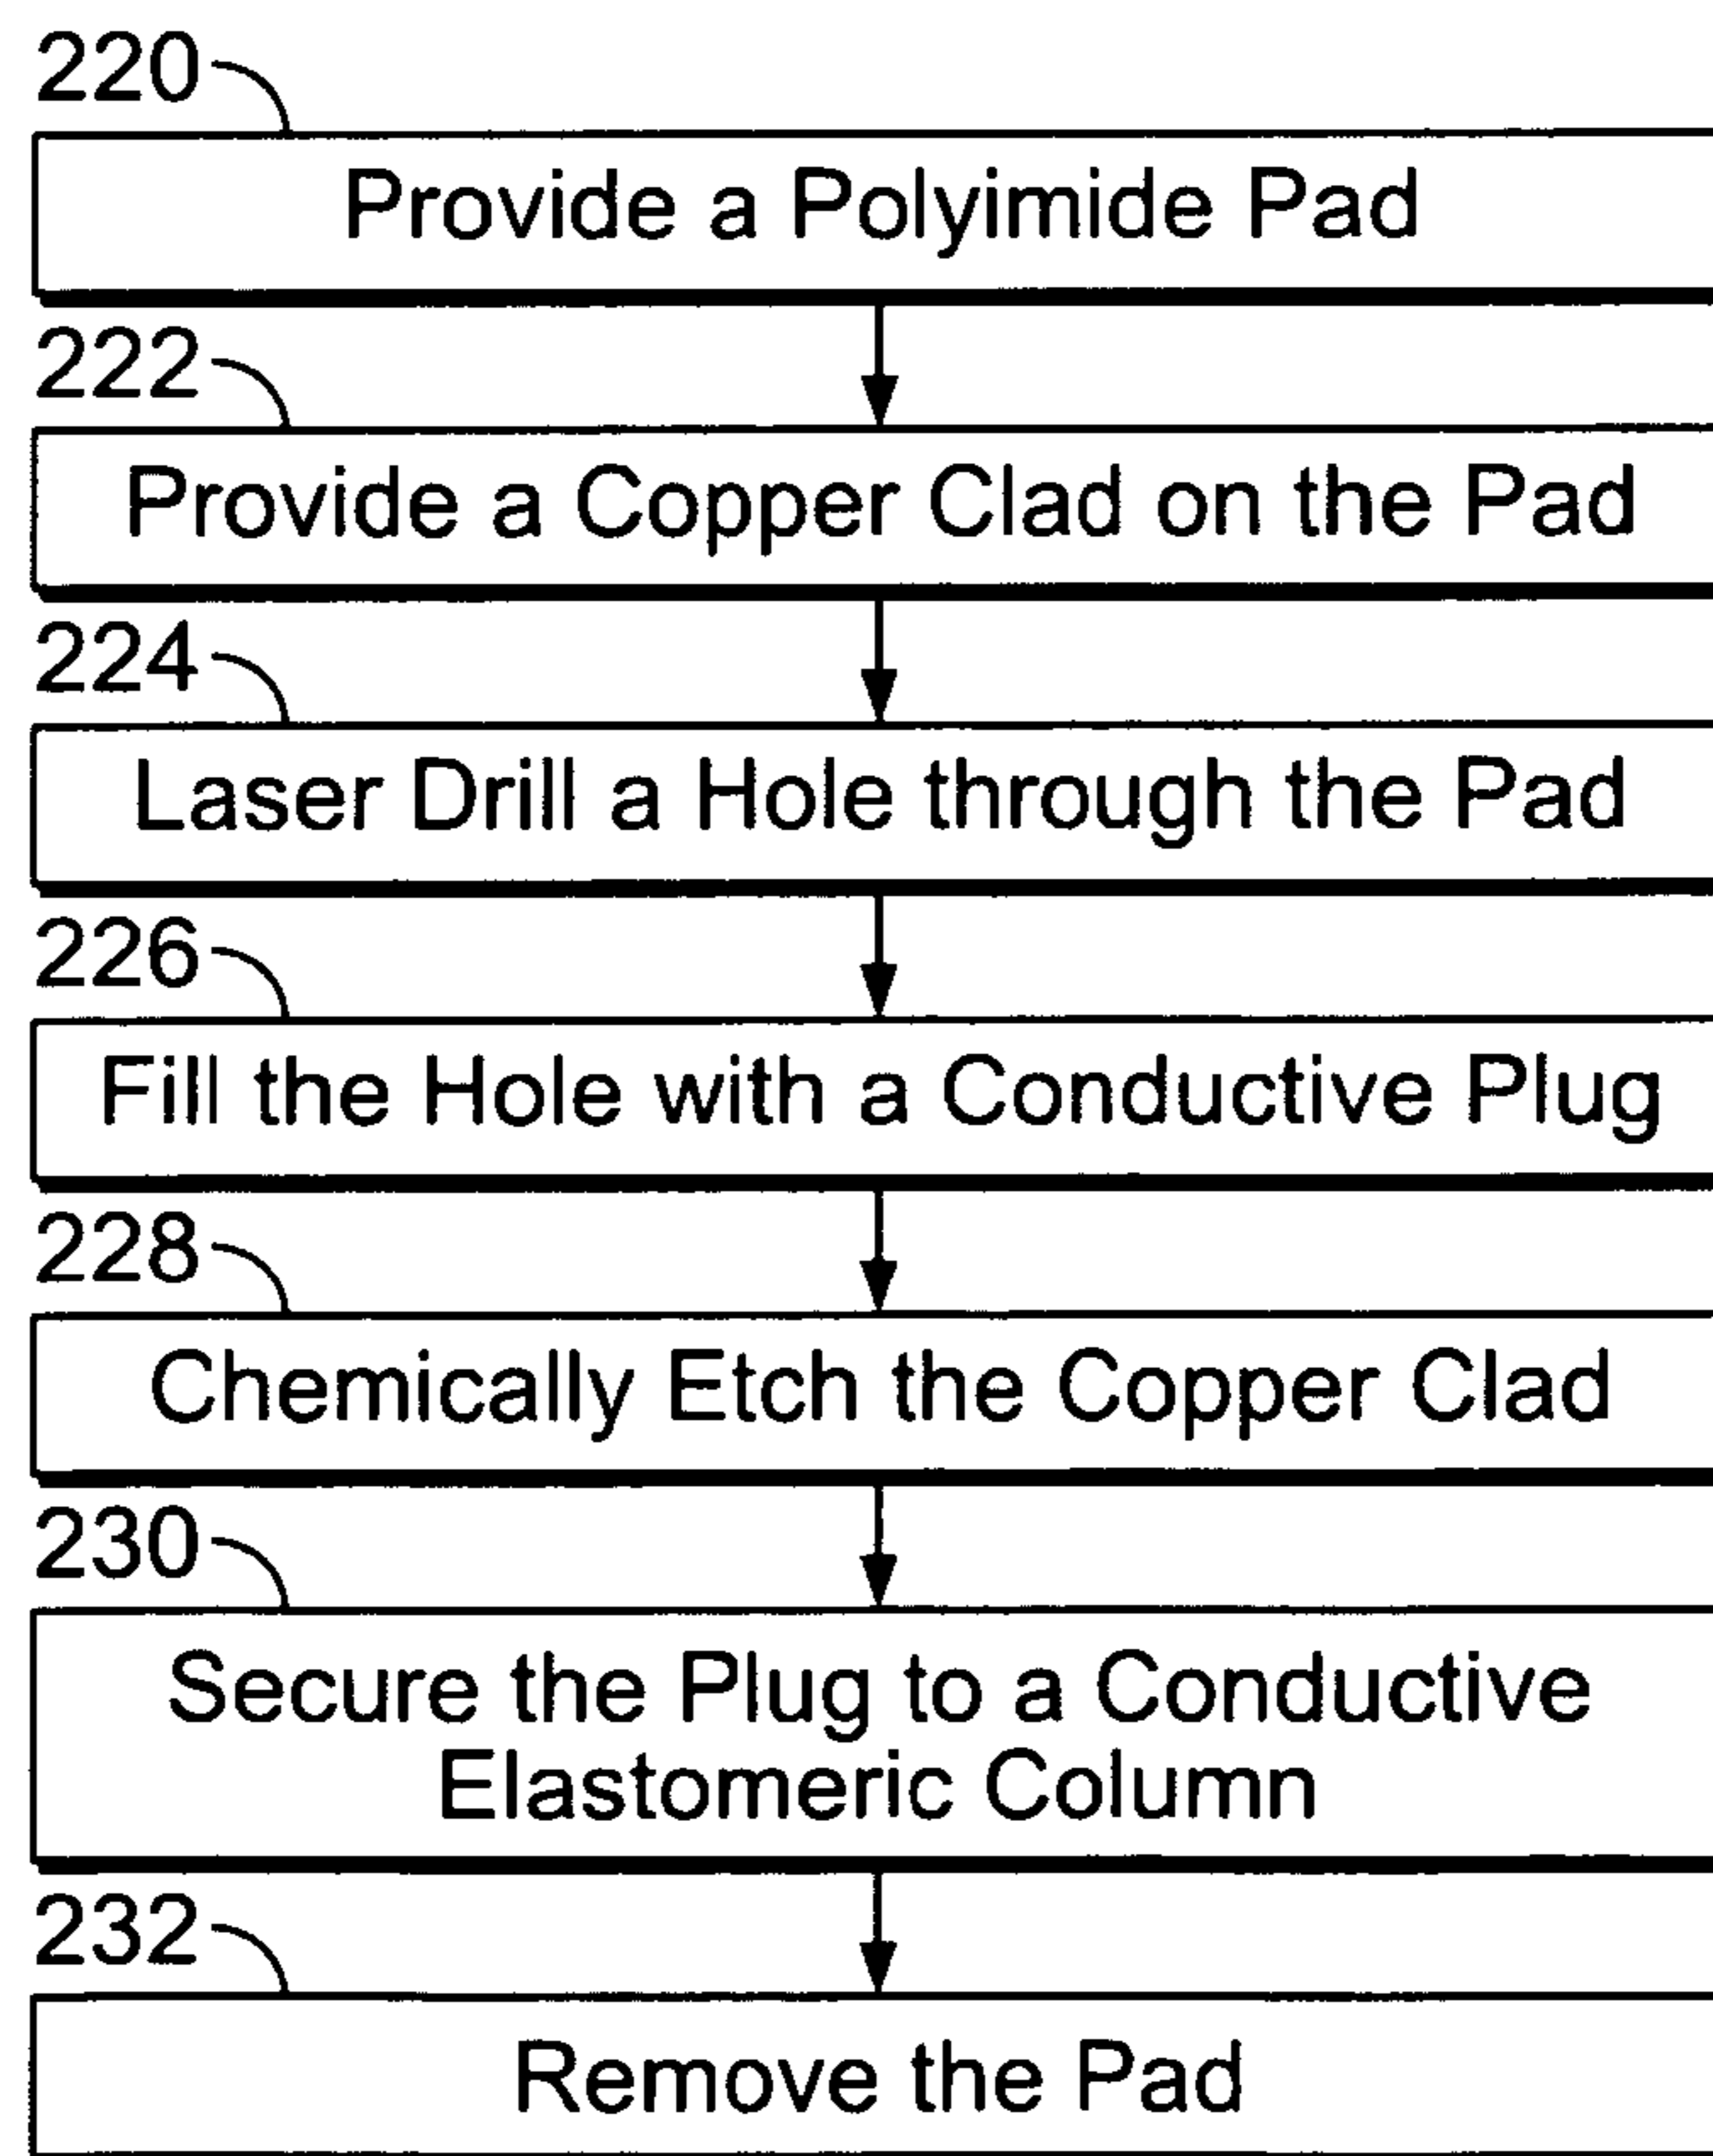 220
Provide a Polyimide Pad
222
Provide a Copper Clad on the Pad
224
Laser Drill a Hole through the Pad
226
Fill the Hole with a Conductive Plug
228
Chemically Etch the Copper Clad
230
Secure the Plug to a Conductive
Elastomeric Column
232
Remove the Pad